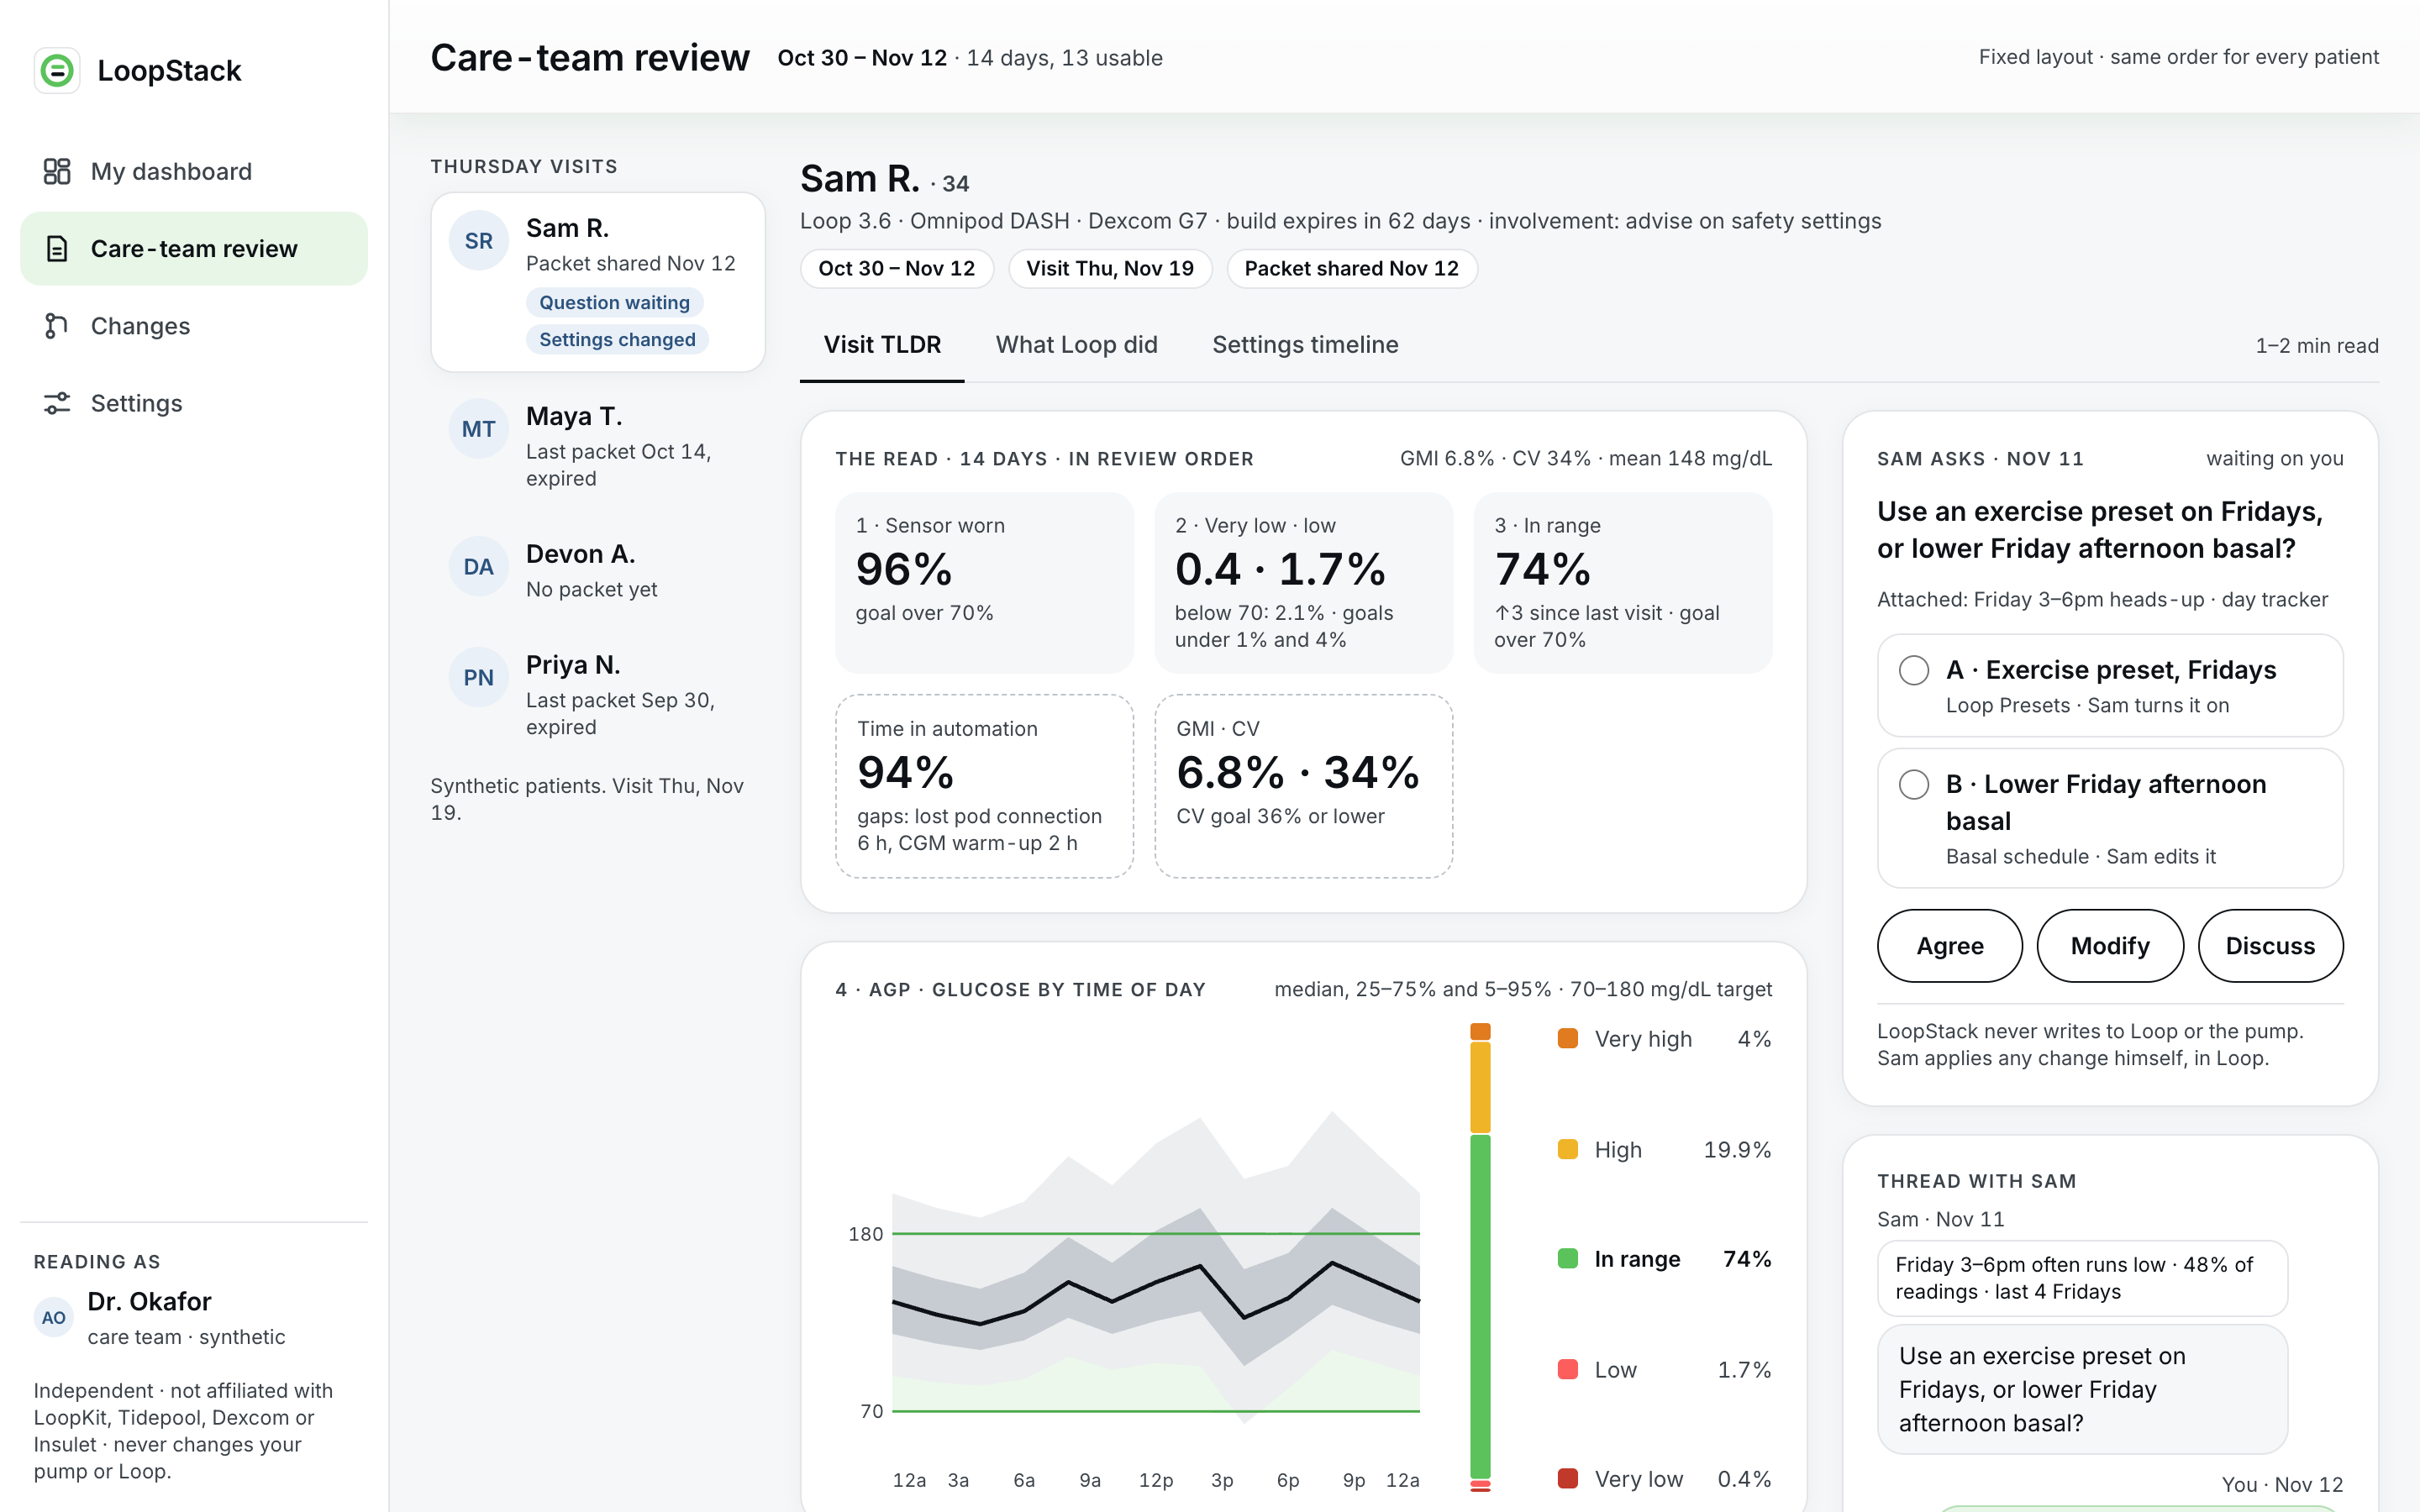 LoopStack
My dashboard
Care-team review
Changes
Settings
READING AS
AO
Dr. Okafor
care team · synthetic
Independent · not affiliated with
LoopKit, Tidepool, Dexcom or
Insulet · never changes your
pump or Loop.
Care-team review
Oct 30 – Nov 12 · 14 days, 13 usable
Fixed layout · same order for every patient
THURSDAY VISITS
SR
Sam R.
Packet shared Nov 12
Question waiting
Settings changed
MT
Maya T.
Last packet Oct 14,
expired
DA
Devon A.
No packet yet
PN
Priya N.
Last packet Sep 30,
expired
Synthetic patients. Visit Thu, Nov
19.
Sam R. · 34
Loop 3.6 · Omnipod DASH · Dexcom G7 · build expires in 62 days · involvement: advise on safety settings
Oct 30 – Nov 12
Visit Thu, Nov 19
Packet shared Nov 12
Visit TLDR
What Loop did
Settings timeline
1–2 min read
THE READ · 14 DAYS · IN REVIEW ORDER
GMI 6.8% · CV 34% · mean 148 mg/dL
1 · Sensor worn
96%
goal over 70%
2 · Very low · low
0.4 · 1.7%
below 70: 2.1% · goals
under 1% and 4%
3 · In range
74%
↑3 since last visit · goal
over 70%
Time in automation
94%
gaps: lost pod connection
6 h, CGM warm-up 2 h
GMI · CV
6.8% · 34%
CV goal 36% or lower
4 · AGP · GLUCOSE BY TIME OF DAY
median, 25–75% and 5–95% · 70–180 mg/dL target
180
70
12a 3a 6a 9a 12p 3p 6p 9p 12a
Very high 4%
High 19.9%
In range 74%
Low 1.7%
Very low 0.4%
SAM ASKS · NOV 11
waiting on you
Use an exercise preset on Fridays,
or lower Friday afternoon basal?
Attached: Friday 3–6pm heads-up · day tracker
A · Exercise preset, Fridays
Loop Presets · Sam turns it on
B · Lower Friday afternoon
basal
Basal schedule · Sam edits it
Agree
Modify
Discuss
LoopStack never writes to Loop or the pump.
Sam applies any change himself, in Loop.
THREAD WITH SAM
Sam · Nov 11
Friday 3–6pm often runs low · 48% of
readings · last 4 Fridays
Use an exercise preset on
Fridays, or lower Friday
afternoon basal?
You · Nov 12